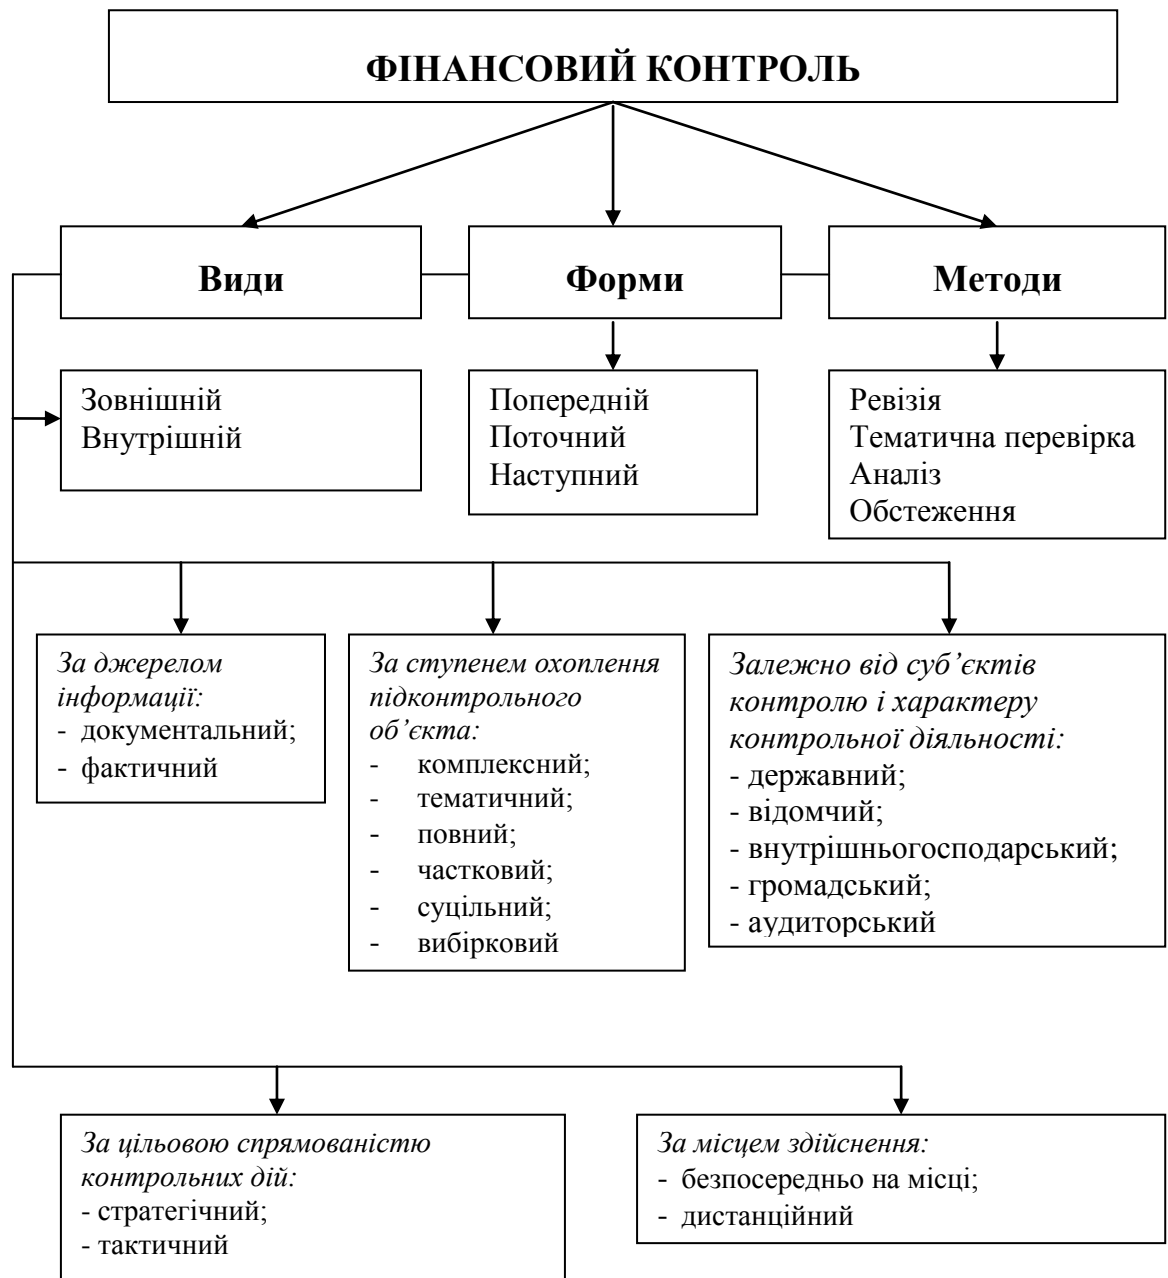 ФІНАНСОВИЙ КОНТРОЛЬ
Види
Форми
Методи
Зовнішній
Внутрішній
Попередній
Поточний
Наступний
Ревізія
Тематична перевірка
Аналіз
Обстеження
За джерелом
інформації:
- документальний;
- фактичний
За ступенем охоплення
підконтрольного
об’єкта:
- комплексний;
- тематичний;
- повний;
- частковий;
- суцільний;
- вибірковий
Залежно від суб’єктів
контролю і характеру
контрольної діяльності:
- державний;
- відомчий;
- внутрішньогосподарський;
- громадський;
- аудиторський
За цільовою спрямованістю
контрольних дій:
- стратегічний;
- тактичний
За місцем здійснення:
- безпосередньо на місці;
- дистанційний